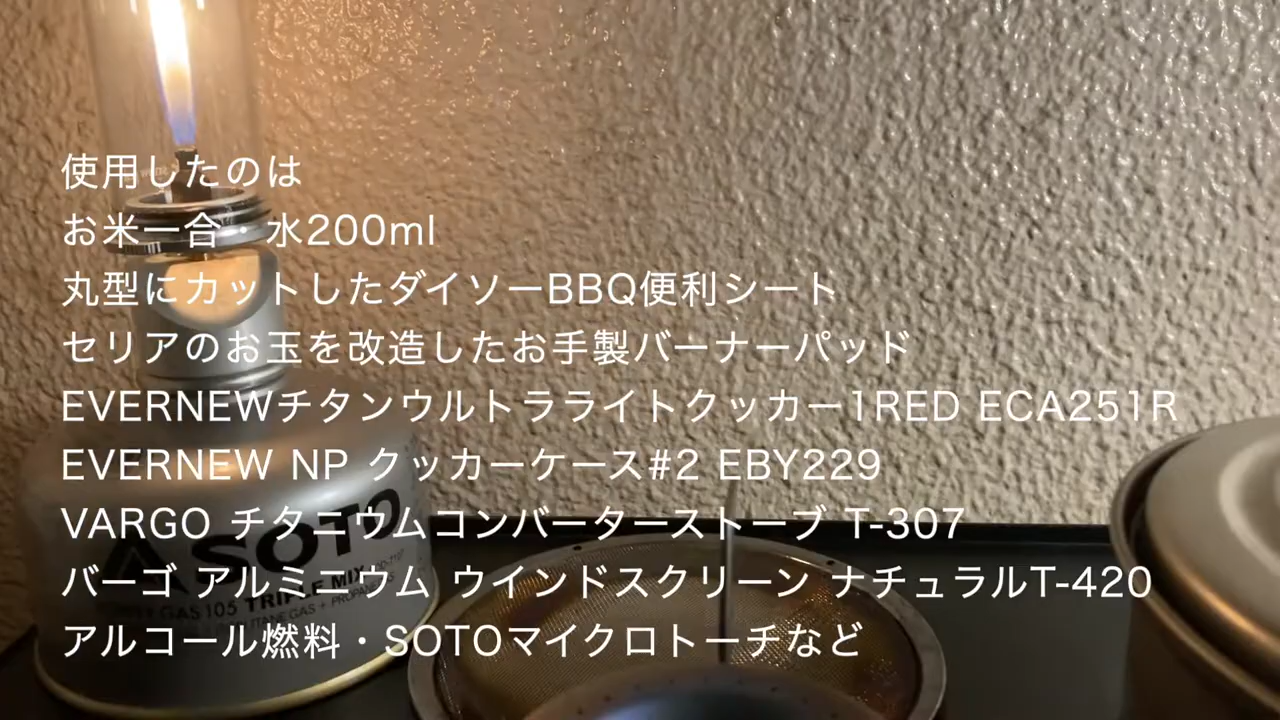 使用したのは
お米一合・水200ml
丸型にカットしたダイソーBBQ便利シート
セリアのお玉を改造したお手製バーナーパッド
EVERNEWチタンウルトラライトクッカー1RED ECA251R
EVERNEW NP クッカーケース#2 EBY229
VARGO チタニウムコンバーターストーブ T-307
バーゴ アルミニウム ウインドスクリーン ナチュラルT-420
アルコール燃料・SOTOマイクロトーチなど
SOTO
GAS 105 TRIPLE MIX